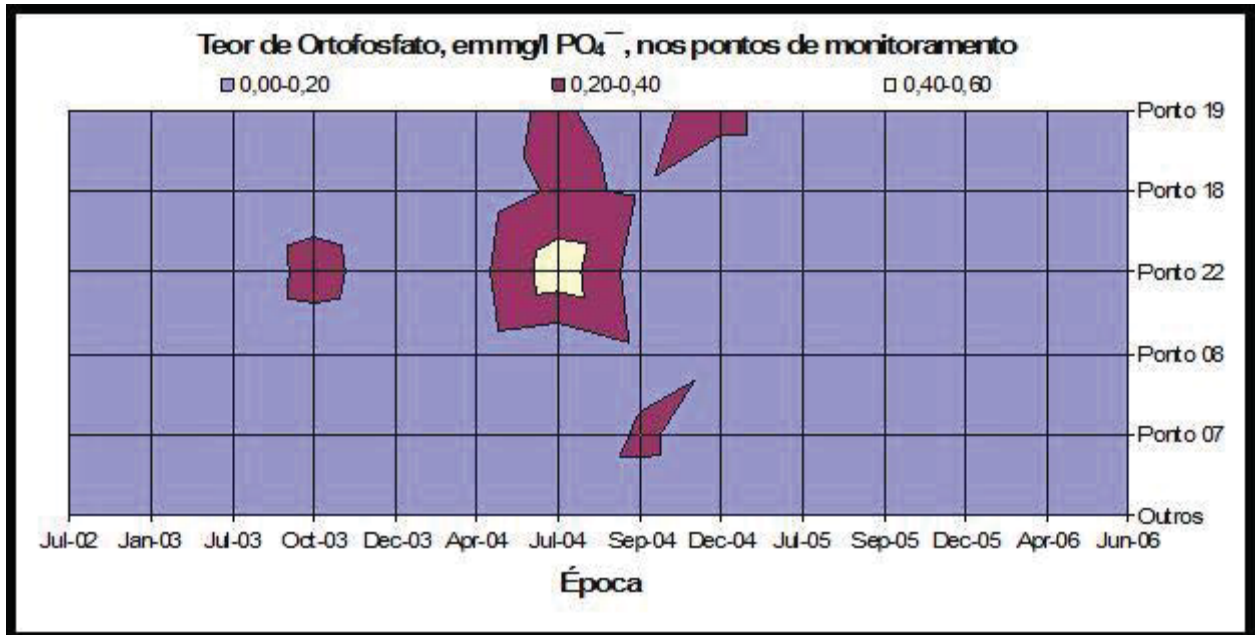 Teor de Ortofosfato, em mg/l PO₄⁻, nos pontos de monitoramento
0,00-0,20 0,20-0,40 0,40-0,60
Ponto 19
Ponto 18
Ponto 22
Ponto 08
Ponto 07
Outros
Jul-02 Jan-03 Jul-03 Oct-03 Dec-03 Apr-04 Jul-04 Sep-04 Dec-04 Jul-05 Sep-05 Dec-05 Apr-06 Jun-06
Época